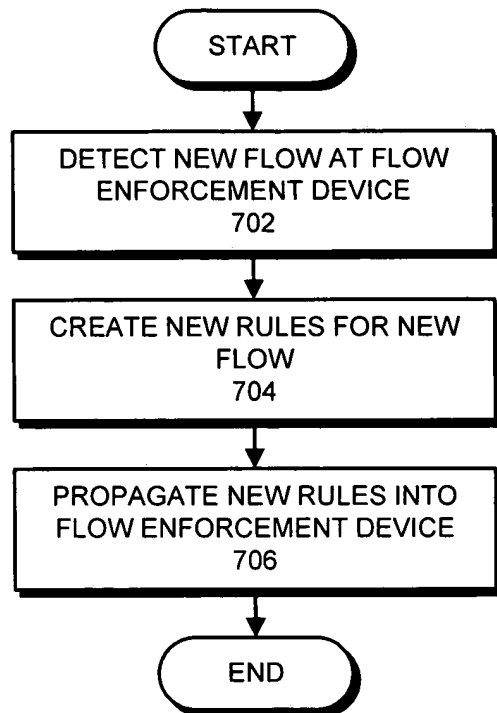 START
DETECT NEW FLOW AT FLOW
ENFORCEMENT DEVICE
702
CREATE NEW RULES FOR NEW
FLOW
704
PROPAGATE NEW RULES INTO
FLOW ENFORCEMENT DEVICE
706
END